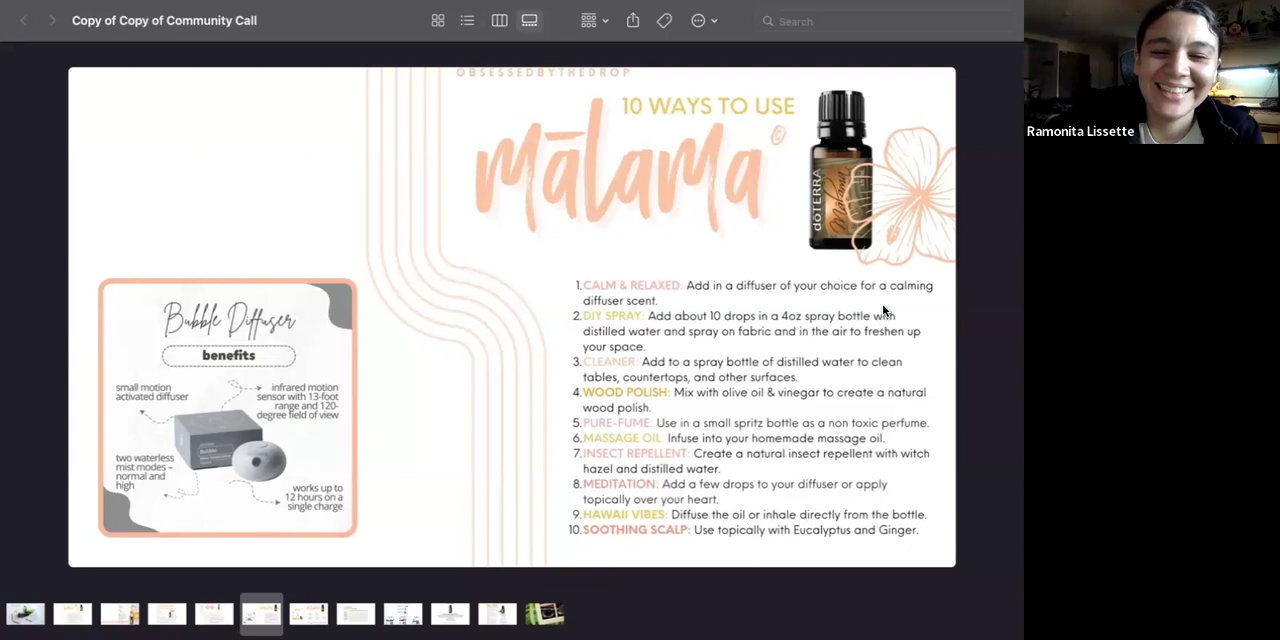 Copy of Copy of Community Call
Search
Ramonita Lissette
OBSESSEDBYTHEDROP
10 WAYS TO USE
mālama
©
dōTERRA
Mālama
Bubble Diffuser
benefits
small motion
activated diffuser
infrared motion
sensor with 13-foot
range and 120-
degree field of view
two waterless
mist modes –
normal and
high
works up to
12 hours on a
single charge
1. CALM & RELAXED: Add in a diffuser of your choice for a calming
diffuser scent.
2. DIY SPRAY: Add about 10 drops in a 4oz spray bottle with
distilled water and spray on fabric and in the air to freshen up
your space.
3. CLEANER: Add to a spray bottle of distilled water to clean
tables, countertops, and other surfaces.
4. WOOD POLISH: Mix with olive oil & vinegar to create a natural
wood polish.
5. PURE-FUME: Use in a small spritz bottle as a non toxic perfume.
6. MASSAGE OIL Infuse into your homemade massage oil.
7. INSECT REPELLENT: Create a natural insect repellent with witch
hazel and distilled water.
8. MEDITATION: Add a few drops to your diffuser or apply
topically over your heart.
9. HAWAII VIBES: Diffuse the oil or inhale directly from the bottle.
10. SOOTHING SCALP: Use topically with Eucalyptus and Ginger.